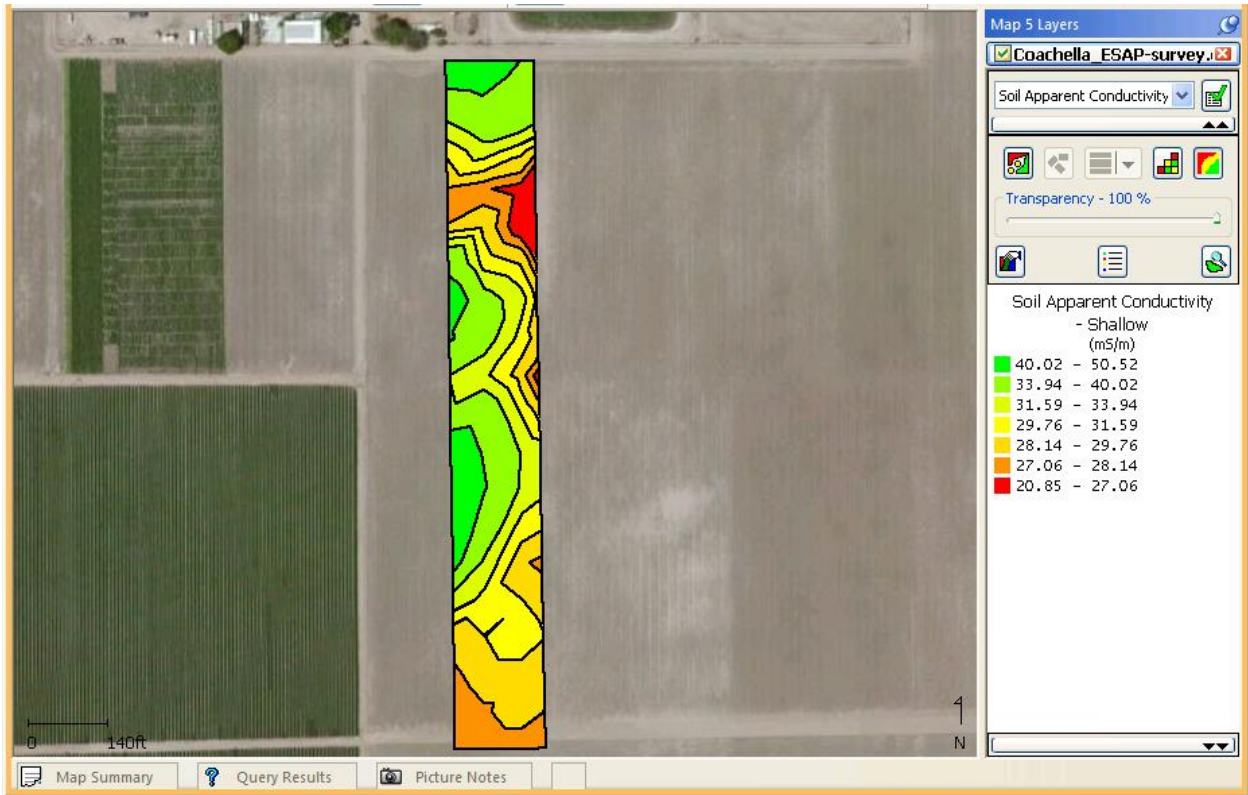 Map 5 Layers
Coachella_ESAP-survey.
Soil Apparent Conductivity
Transparency - 100 %
Soil Apparent Conductivity
- Shallow
(mS/m)
40.02 - 50.52
33.94 - 40.02
31.59 - 33.94
29.76 - 31.59
28.14 - 29.76
27.06 - 28.14
20.85 - 27.06
0 140ft
N
Map Summary Query Results Picture Notes